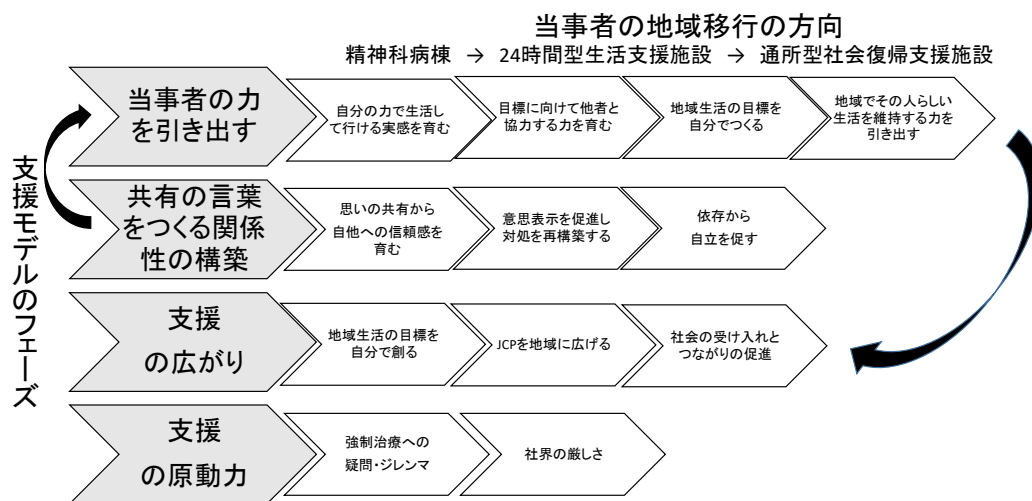 当事者の地域移行の方向
精神科病棟 → 24時間型生活支援施設 → 通所型社会復帰支援施設
支援モデルのフェーズ
当事者の力
を引き出す
自分の力で生活し
て行ける実感を育む
目標に向けて他者と
協力する力を育む
地域生活の目標を
自分でつくる
地域でその人らしい
生活を維持する力を
引き出す
共有の言葉
をつくる関係
性の構築
思いの共有から
自他への信頼感を
育む
意思表示を促進し
対処を再構築する
依存から
自立を促す
支援
の広がり
地域生活の目標を
自分で創る
JCPを地域に広げる
社会の受け入れと
つながりの促進
支援
の原動力
強制治療への
疑問・ジレンマ
社界の厳しさ